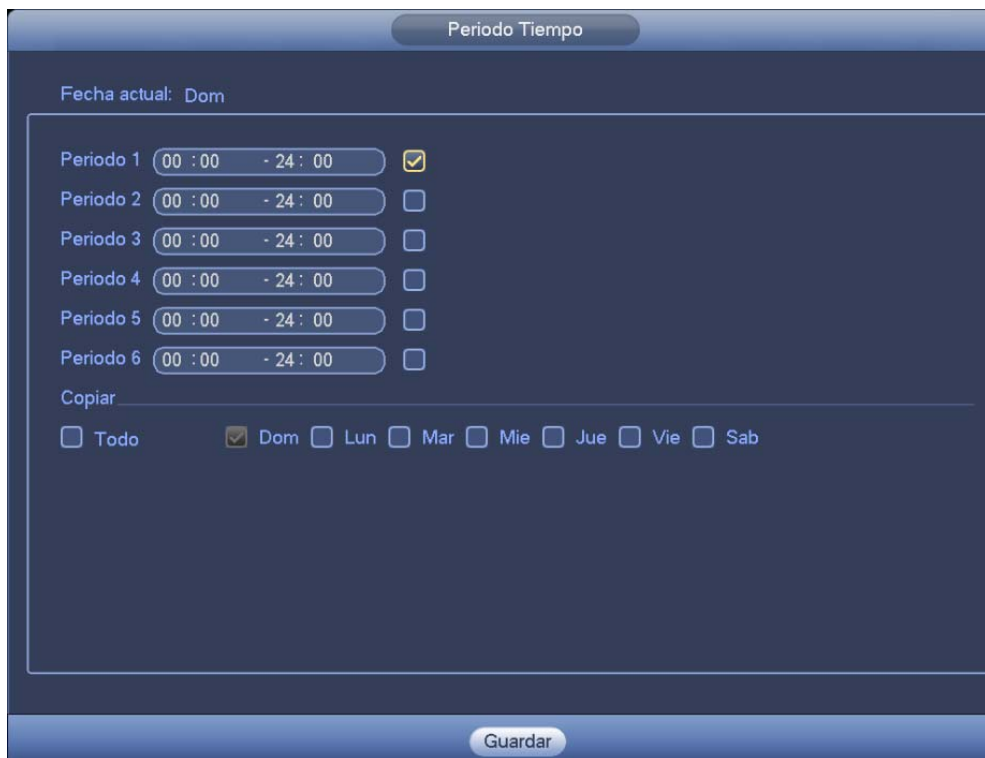 Periodo Tiempo
Fecha actual: Dom
Periodo 1 00 :00 - 24 : 00
Periodo 2 00 :00 - 24 : 00
Periodo 3 00 :00 - 24 : 00
Periodo 4 00 :00 - 24 : 00
Periodo 5 00 :00 - 24 : 00
Periodo 6 00 :00 - 24 : 00
Copiar
Todo Dom Lun Mar Mie Jue Vie Sab
Guardar